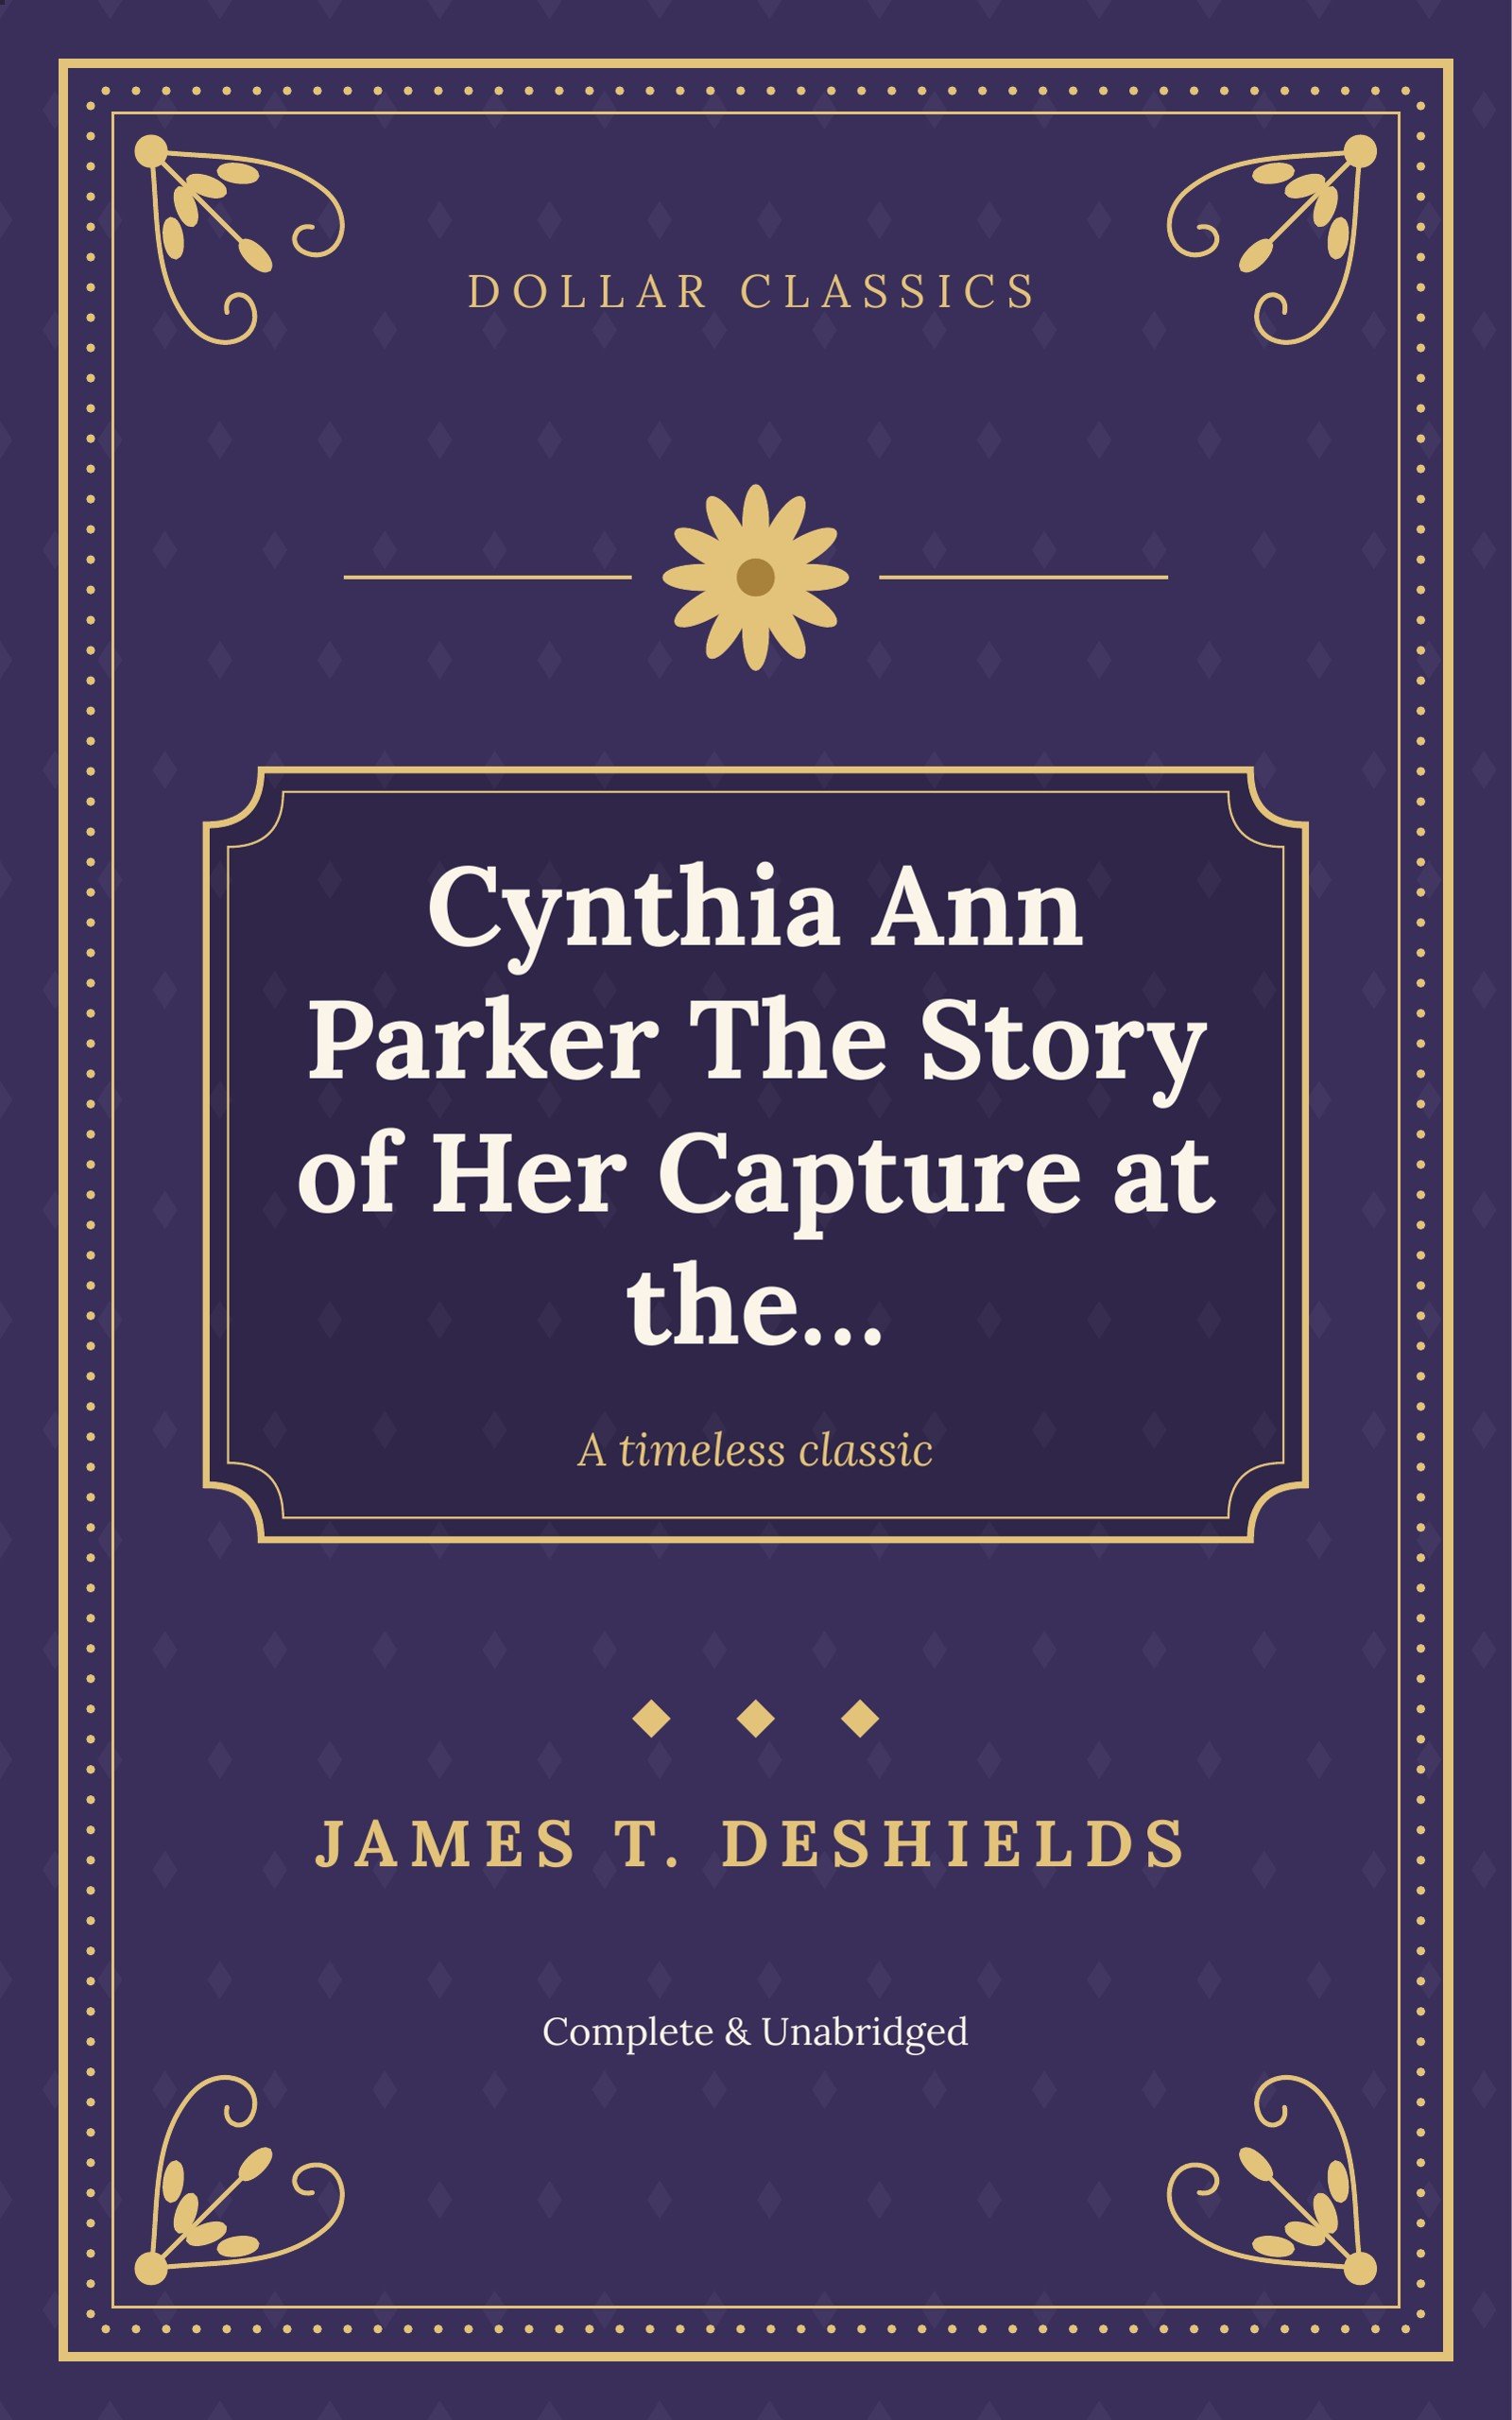 DOLLAR CLASSICS
Cynthia Ann
Parker The Story
of Her Capture at
the...
A timeless classic
JAMES T. DESHIELDS
Complete & Unabridged